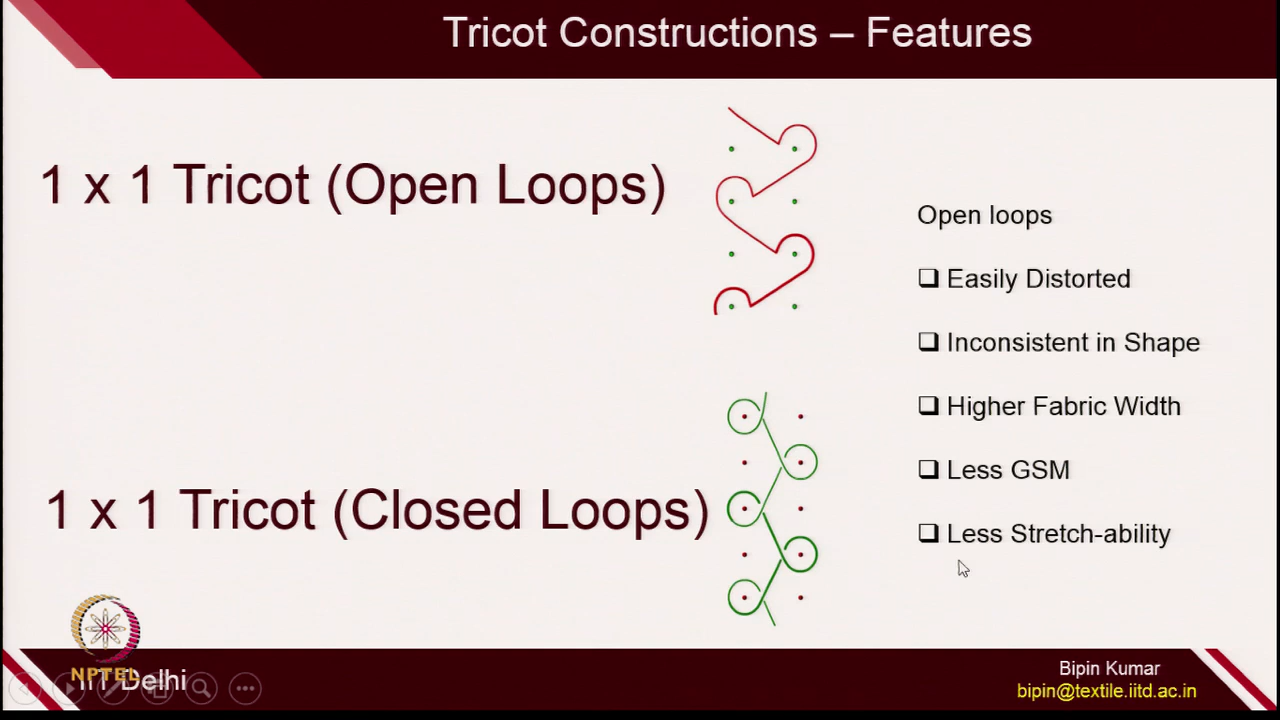 Tricot Constructions – Features
1 x 1 Tricot (Open Loops)
Open loops
❑ Easily Distorted
❑ Inconsistent in Shape
❑ Higher Fabric Width
❑ Less GSM
❑ Less Stretch-ability
1 x 1 Tricot (Closed Loops)
NPTEL
IIT Delhi
Bipin Kumar
bipin@textile.iitd.ac.in